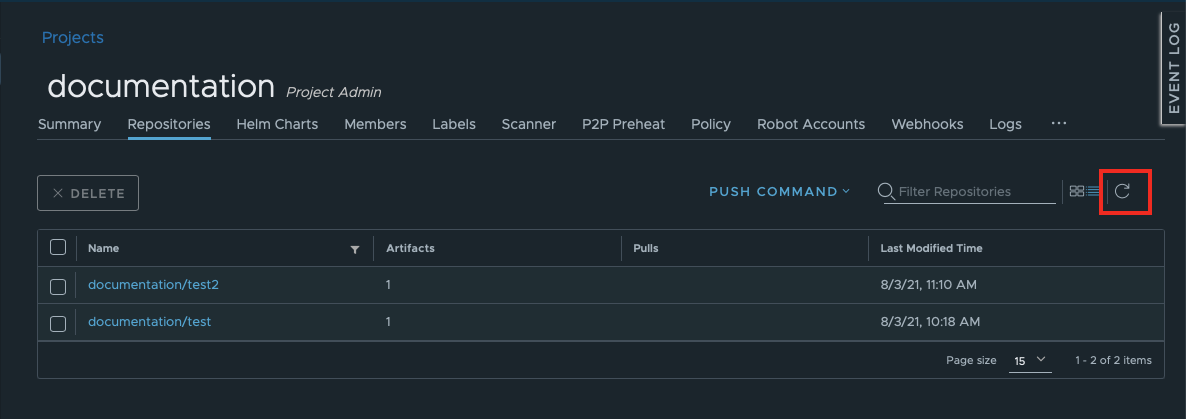 Projects
EVENT LOG
documentation Project Admin
Summary Repositories Helm Charts Members Labels Scanner P2P Preheat Policy Robot Accounts Webhooks Logs ...
DELETE PUSH COMMAND Filter Repositories
Name Artifacts Pulls Last Modified Time
documentation/test2 1 8/3/21, 11:10 AM
documentation/test 1 8/3/21, 10:18 AM
Page size 15 1 - 2 of 2 items